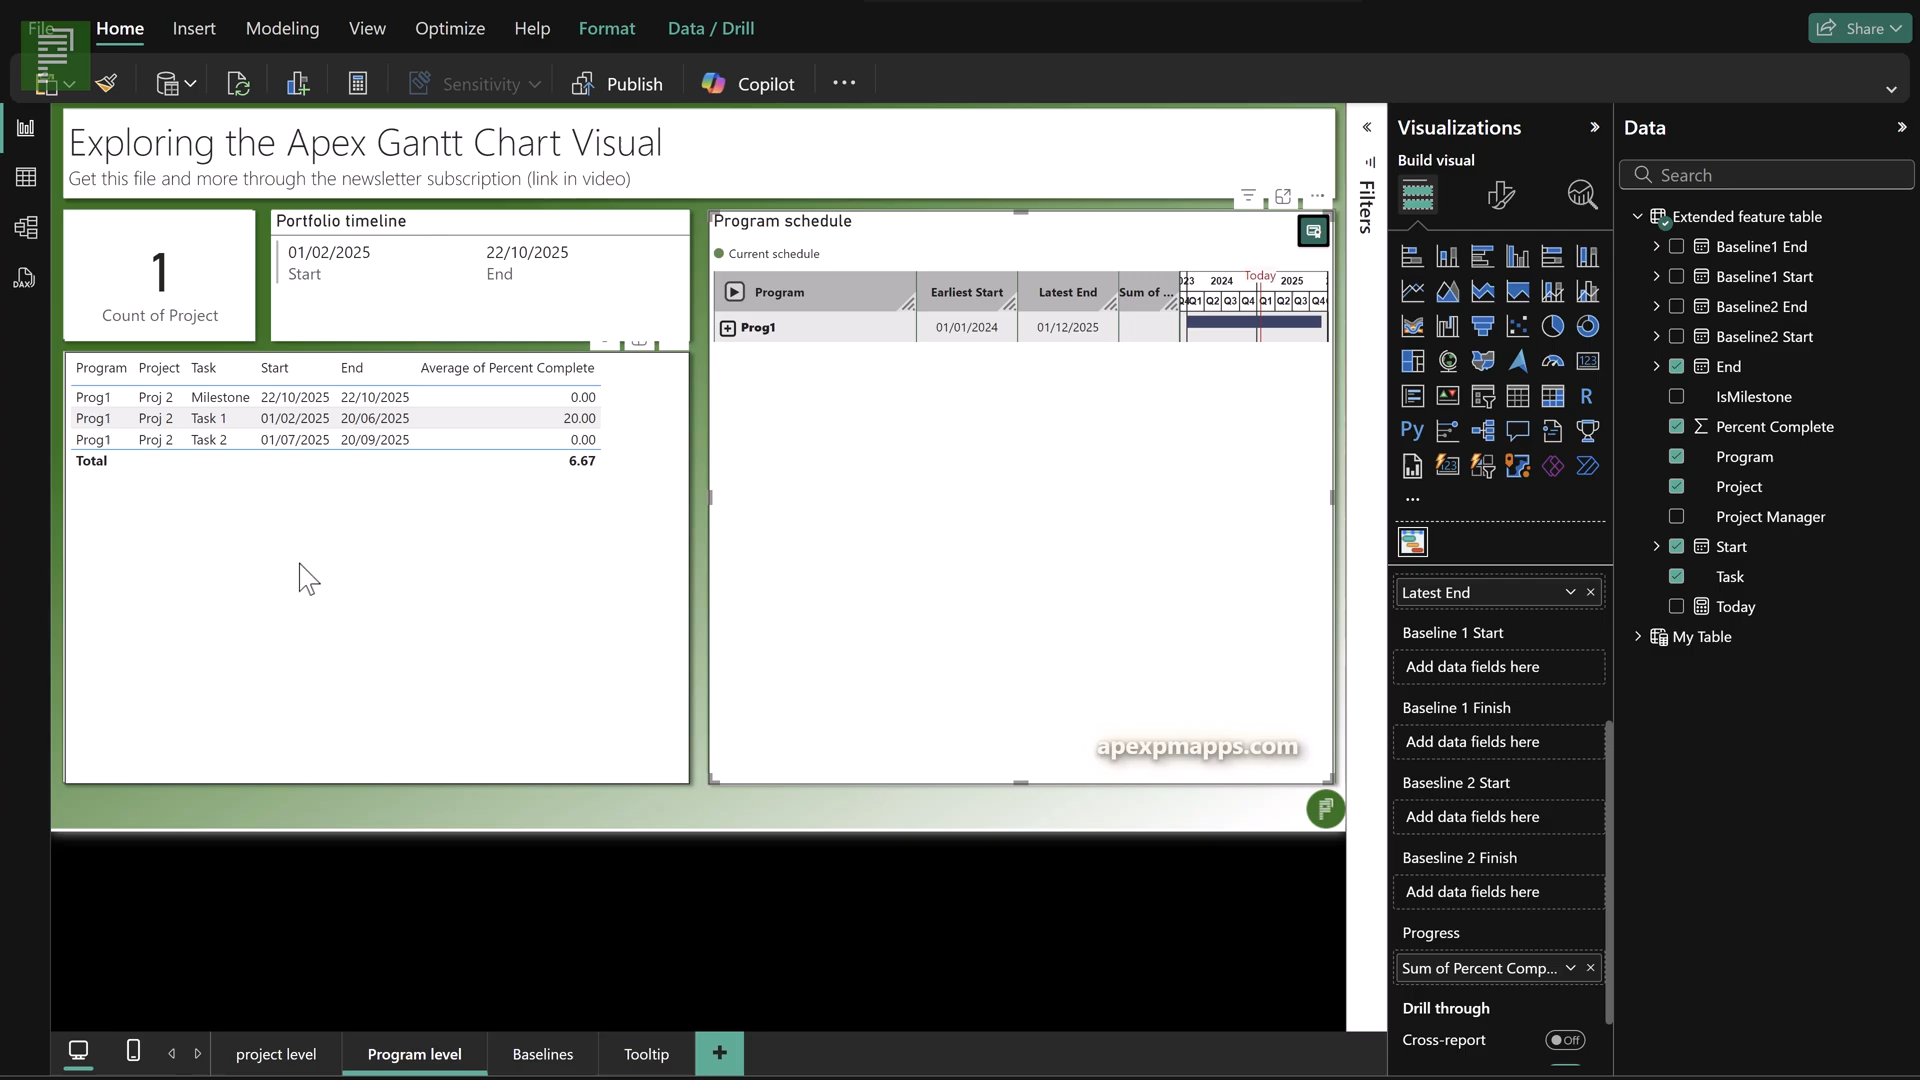 File
Home
Insert
Modeling
View
Optimize
Help
Format
Data / Drill
Share
Sensitivity
Publish
Copilot
Exploring the Apex Gantt Chart Visual
Get this file and more through the newsletter subscription (link in video)
1
Count of Project
Portfolio timeline
01/02/2025 22/10/2025
Start End
Program Project Task Start End Average of Percent Complete
Prog1 Proj 2 Milestone 22/10/2025 22/10/2025 0.00
Prog1 Proj 2 Task 1 01/02/2025 20/06/2025 20.00
Prog1 Proj 2 Task 2 01/07/2025 20/09/2025 0.00
Total 6.67
Program schedule
Current schedule
Today
Program Earliest Start Latest End Sum of ...
2024 2025
Q1 Q2 Q3 Q4 Q1 Q2 Q3 Q4
Prog1 01/01/2024 01/12/2025
apexpmapps.com
Filters
Visualizations
Build visual
R
Py
123
Latest End
Baseline 1 Start
Add data fields here
Baseline 1 Finish
Add data fields here
Basesline 2 Start
Add data fields here
Basesline 2 Finish
Add data fields here
Progress
Sum of Percent Comp...
Drill through
Cross-report
Off
Data
Search
Extended feature table
Baseline1 End
Baseline1 Start
Baseline2 End
Baseline2 Start
End
IsMilestone
Percent Complete
Program
Project
Project Manager
Start
Task
Today
My Table
DAX
project level
Program level
Baselines
Tooltip